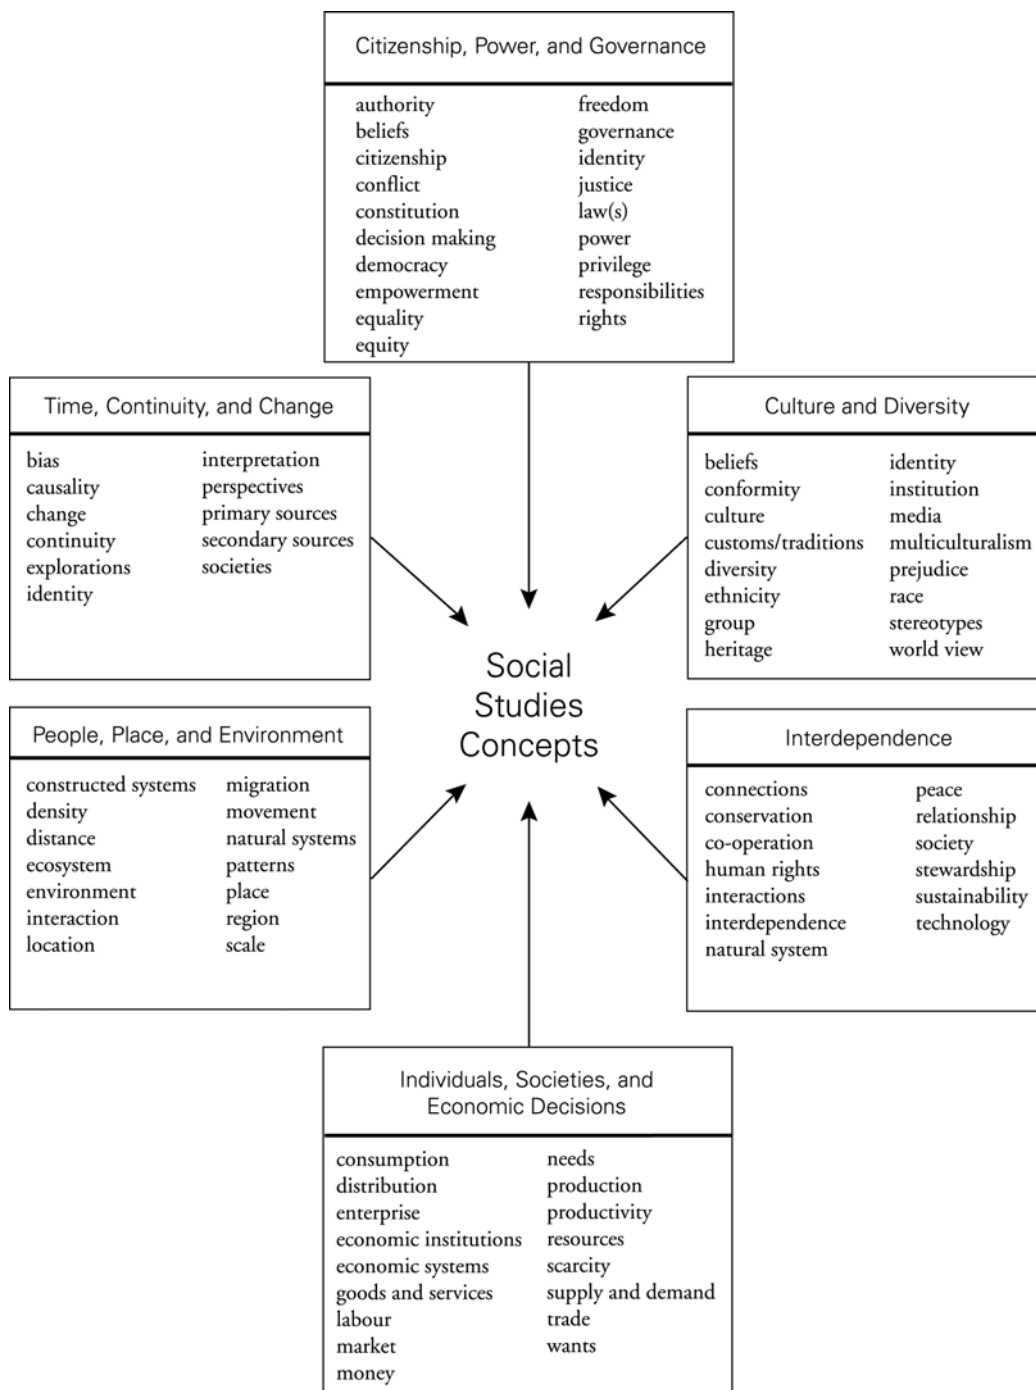 Citizenship, Power, and Governance
authority
beliefs
citizenship
conflict
constitution
decision making
democracy
empowerment
equality
equity
freedom
governance
identity
justice
law(s)
power
privilege
responsibilities
rights
Time, Continuity, and Change
bias
causality
change
continuity
explorations
identity
interpretation
perspectives
primary sources
secondary sources
societies
Culture and Diversity
beliefs
conformity
culture
customs/traditions
diversity
ethnicity
group
heritage
identity
institution
media
multiculturalism
prejudice
race
stereotypes
world view
Social
Studies
Concepts
People, Place, and Environment
constructed systems
density
distance
ecosystem
environment
interaction
location
migration
movement
natural systems
patterns
place
region
scale
Interdependence
connections
conservation
co-operation
human rights
interactions
interdependence
natural system
peace
relationship
society
stewardship
sustainability
technology
Individuals, Societies, and
Economic Decisions
consumption
distribution
enterprise
economic institutions
economic systems
goods and services
labour
market
money
needs
production
productivity
resources
scarcity
supply and demand
trade
wants